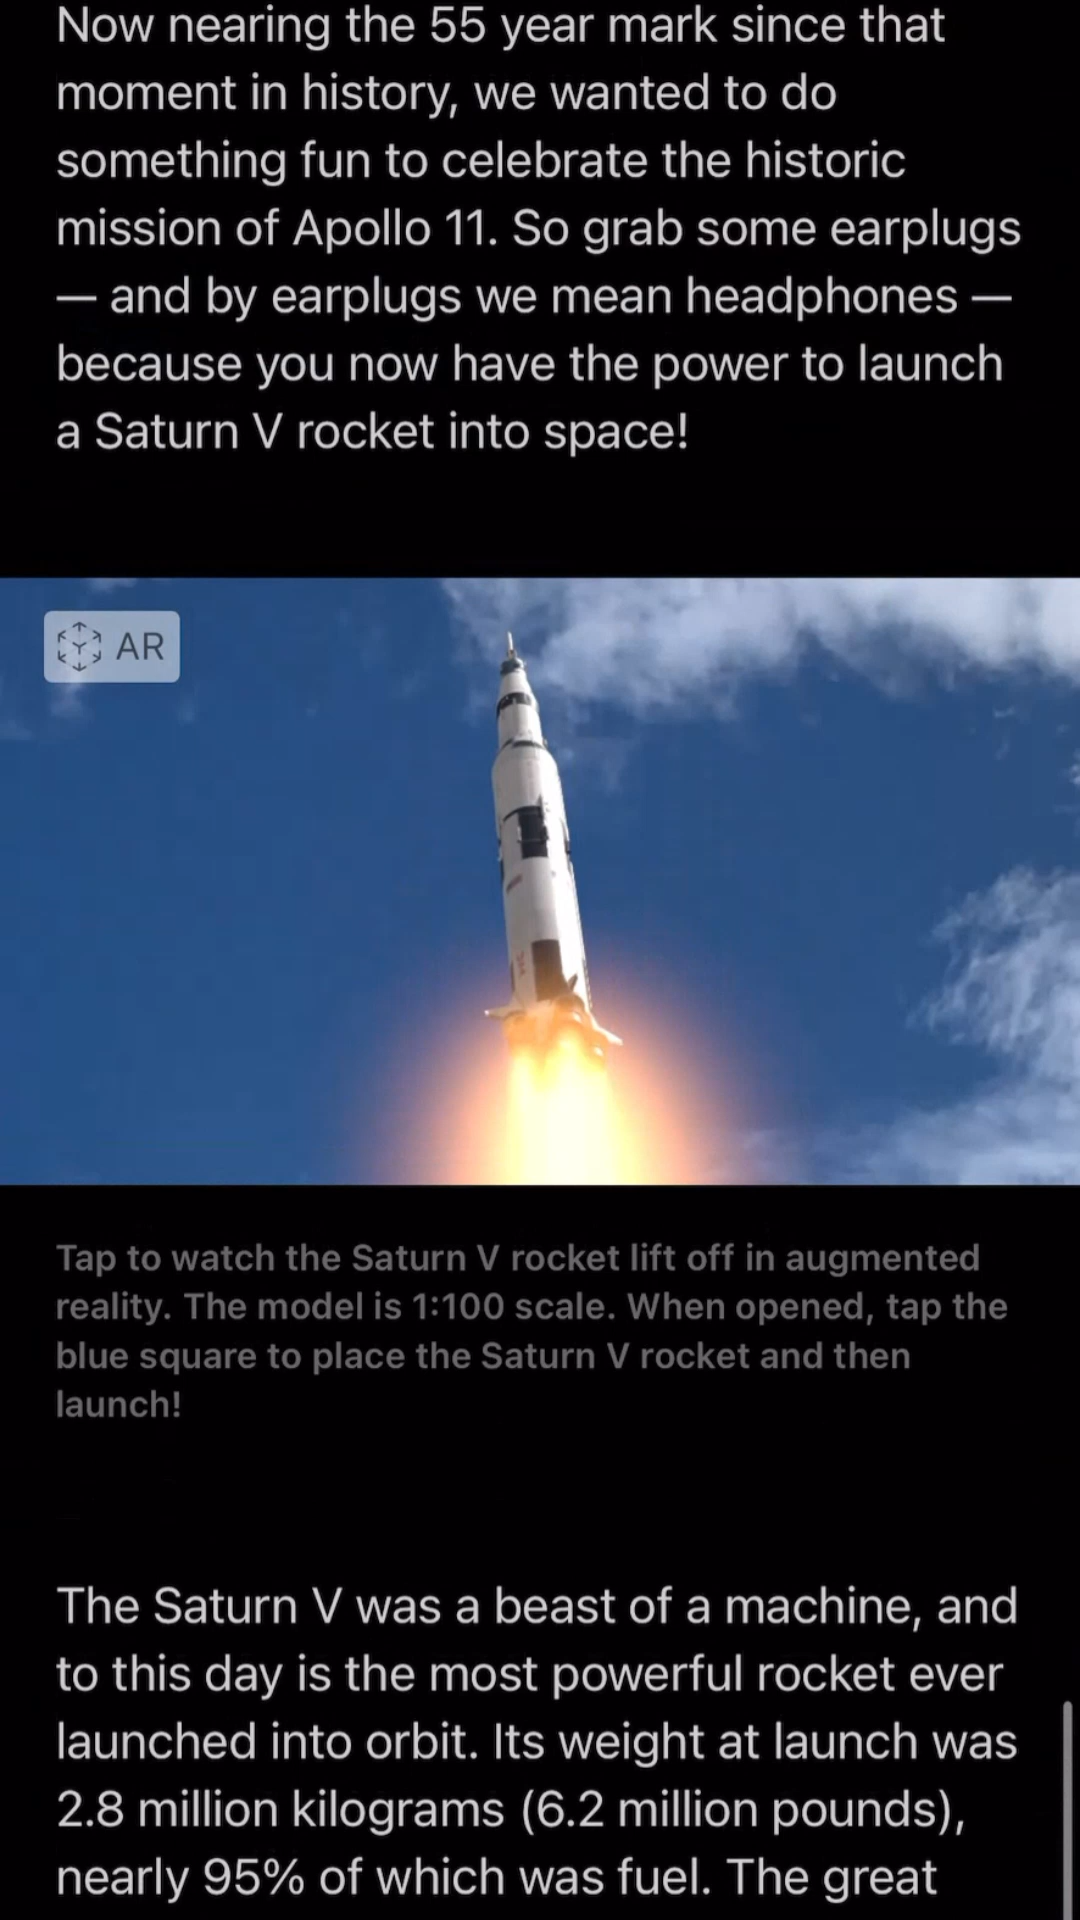 Now nearing the 55 year mark since that
moment in history, we wanted to do
something fun to celebrate the historic
mission of Apollo 11. So grab some earplugs
— and by earplugs we mean headphones —
because you now have the power to launch
a Saturn V rocket into space!
AR
Tap to watch the Saturn V rocket lift off in augmented
reality. The model is 1:100 scale. When opened, tap the
blue square to place the Saturn V rocket and then
launch!
The Saturn V was a beast of a machine, and
to this day is the most powerful rocket ever
launched into orbit. Its weight at launch was
2.8 million kilograms (6.2 million pounds),
nearly 95% of which was fuel. The great